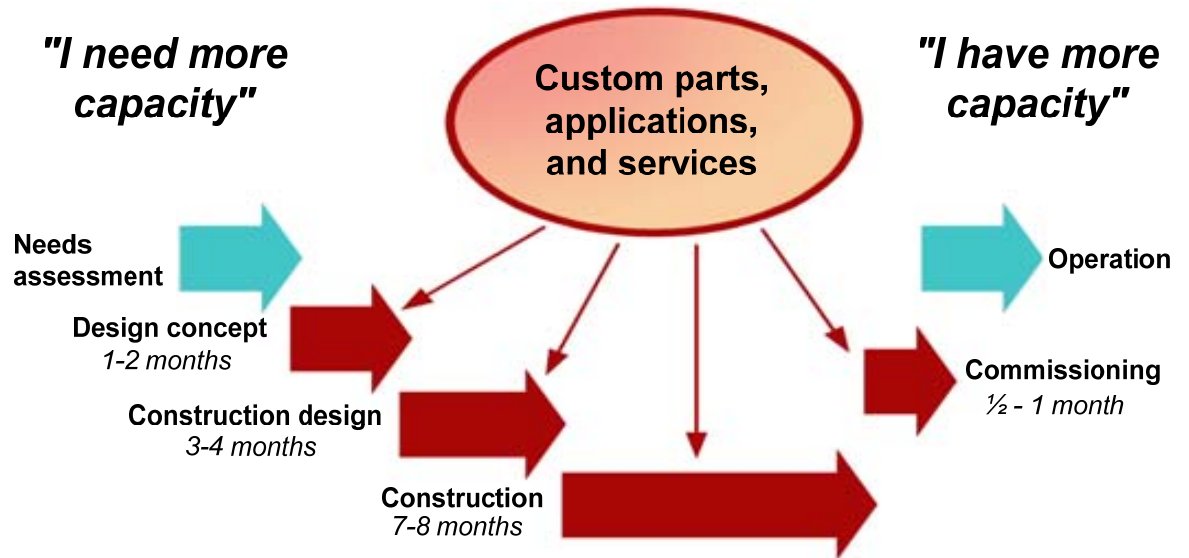 "I need more
capacity"
Custom parts,
applications,
and services
"I have more
capacity"
Needs
assessment
Operation
Design concept
1-2 months
Commissioning
½ - 1 month
Construction design
3-4 months
Construction
7-8 months